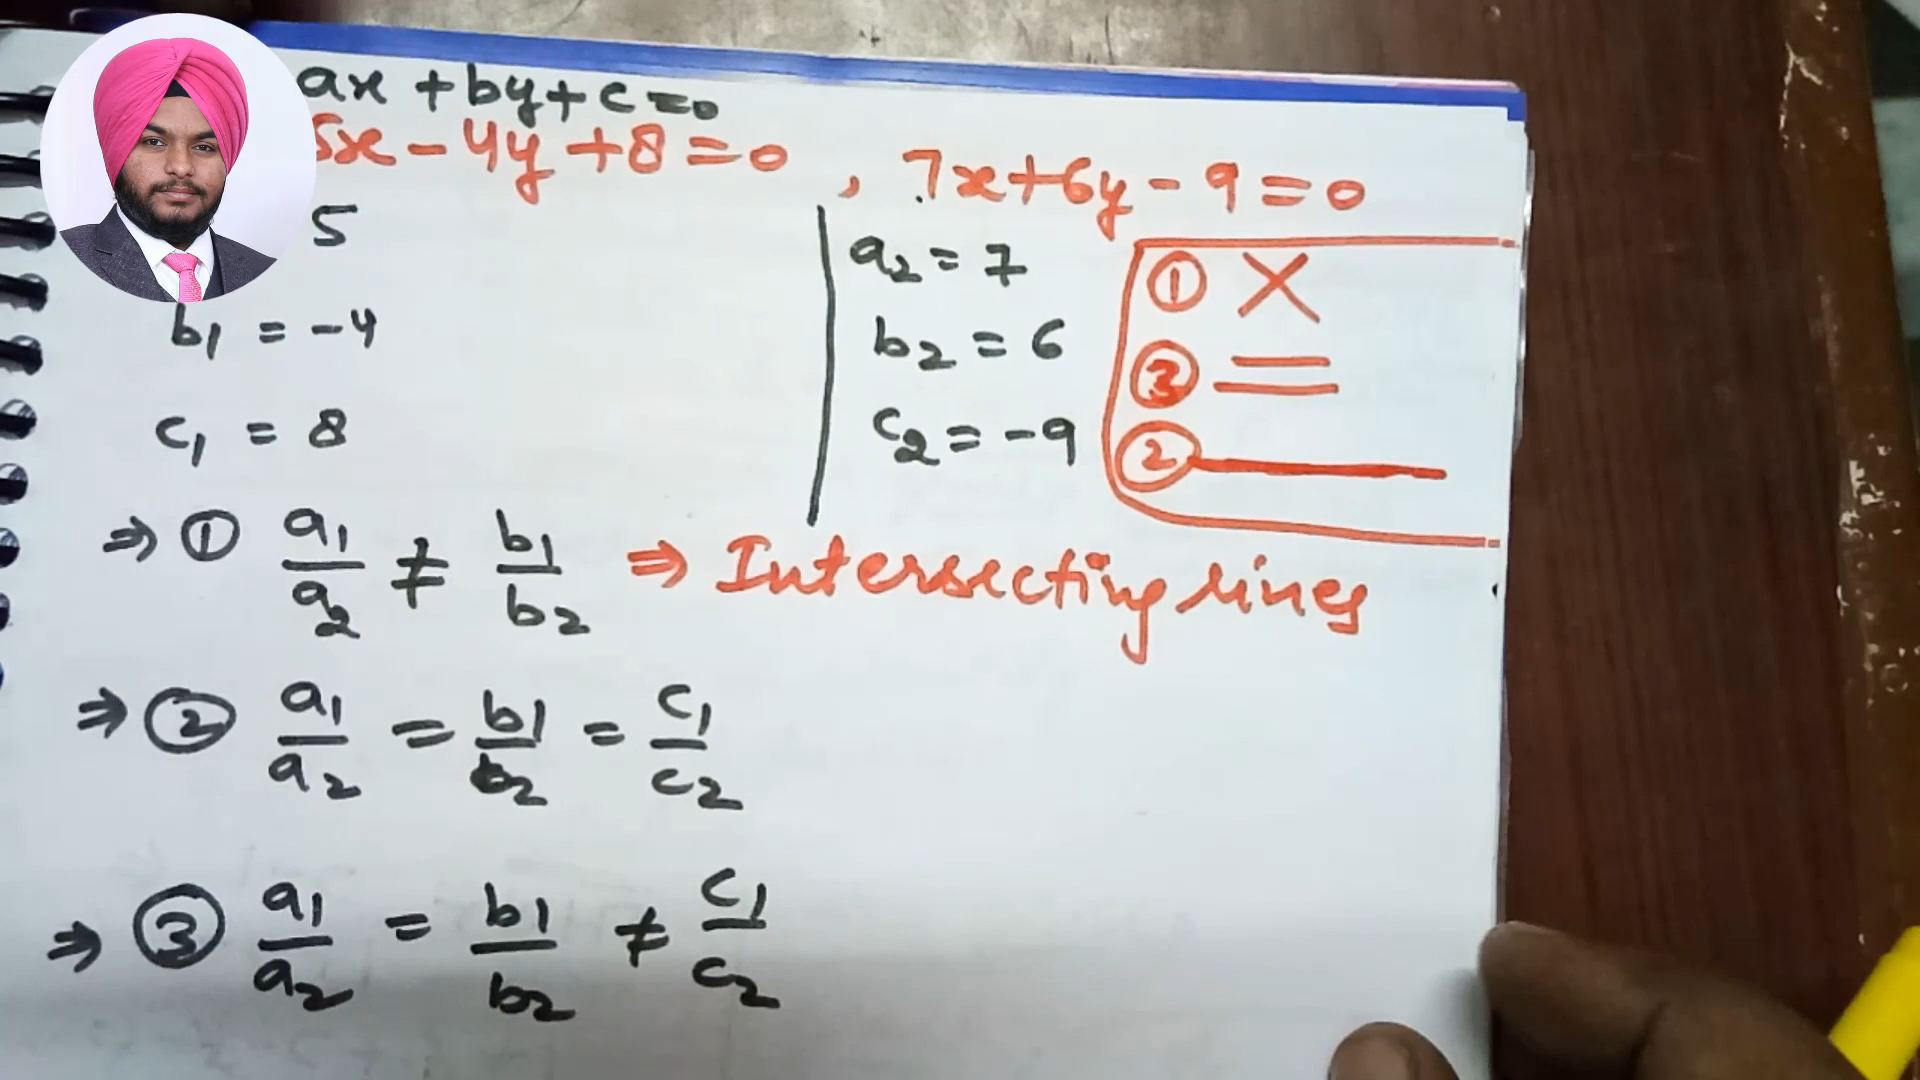 ax + by + c = 0
5x - 4y + 8 = 0 , 7x + 6y - 9 = 0
5
b1 = -4
c1 = 8
a2 = 7
b2 = 6
c2 = -9
① X
③ =
② —
⇒ ① a1/a2 ≠ b1/b2 ⇒ Intersecting lines
⇒ ② a1/a2 = b1/b2 = c1/c2
⇒ ③ a1/a2 = b1/b2 ≠ c1/c2